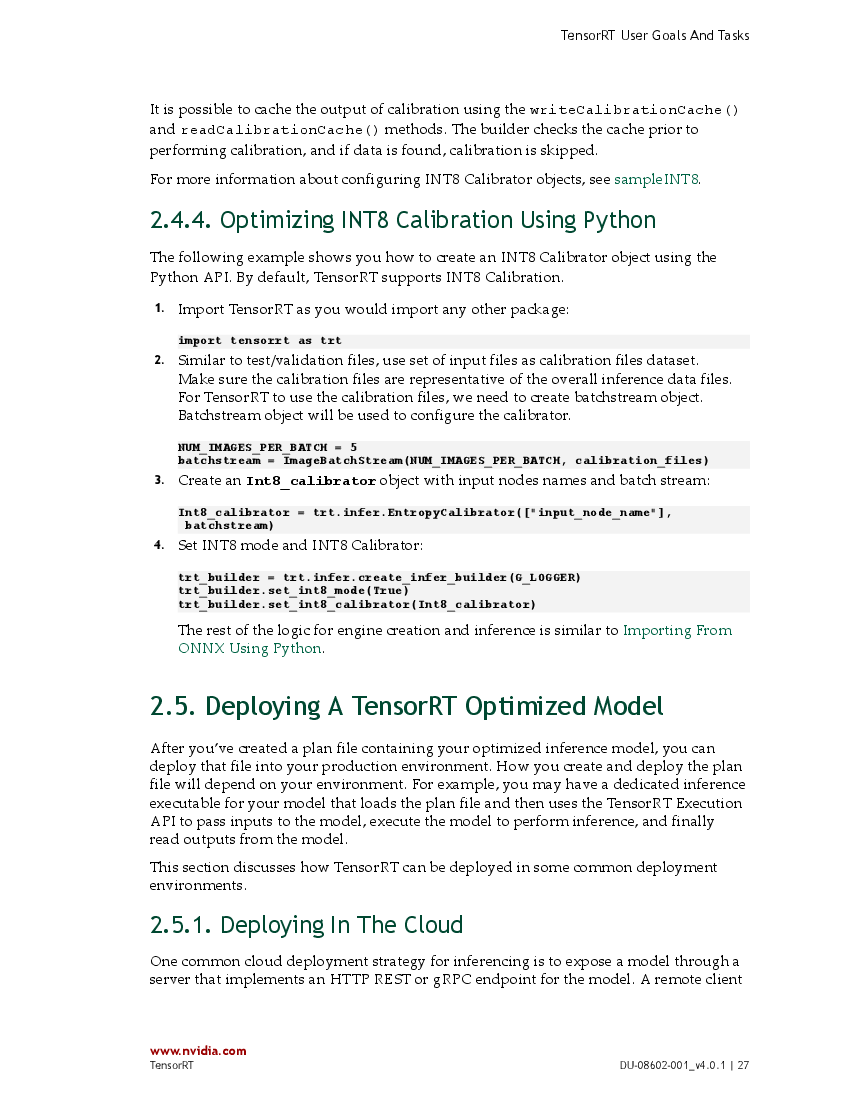 TensorRT User Goals And Tasks
It is possible to cache the output of calibration using the writeCalibrationCache()
and readCalibrationCache() methods. The builder checks the cache prior to
performing calibration, and if data is found, calibration is skipped.
For more information about configuring INT8 Calibrator objects, see sampleINT8.
2.4.4. Optimizing INT8 Calibration Using Python
The following example shows you how to create an INT8 Calibrator object using the
Python API. By default, TensorRT supports INT8 Calibration.
1. Import TensorRT as you would import any other package:
import tensorrt as trt
2. Similar to test/validation files, use set of input files as calibration files dataset.
Make sure the calibration files are representative of the overall inference data files.
For TensorRT to use the calibration files, we need to create batchstream object.
Batchstream object will be used to configure the calibrator.
NUM_IMAGES_PER_BATCH = 5
batchstream = ImageBatchStream(NUM_IMAGES_PER_BATCH, calibration_files)
3. Create an Int8_calibrator object with input nodes names and batch stream:
Int8_calibrator = trt.infer.EntropyCalibrator(["input_node_name"],
batchstream)
4. Set INT8 mode and INT8 Calibrator:
trt_builder = trt.infer.create_infer_builder(G_LOGGER)
trt_builder.set_int8_mode(True)
trt_builder.set_int8_calibrator(Int8_calibrator)
The rest of the logic for engine creation and inference is similar to Importing From
ONNX Using Python.
2.5. Deploying A TensorRT Optimized Model
After you've created a plan file containing your optimized inference model, you can
deploy that file into your production environment. How you create and deploy the plan
file will depend on your environment. For example, you may have a dedicated inference
executable for your model that loads the plan file and then uses the TensorRT Execution
API to pass inputs to the model, execute the model to perform inference, and finally
read outputs from the model.
This section discusses how TensorRT can be deployed in some common deployment
environments.
2.5.1. Deploying In The Cloud
One common cloud deployment strategy for inferencing is to expose a model through a
server that implements an HTTP REST or gRPC endpoint for the model. A remote client
www.nvidia.com
TensorRT DU-08602-001_v4.0.1 | 27